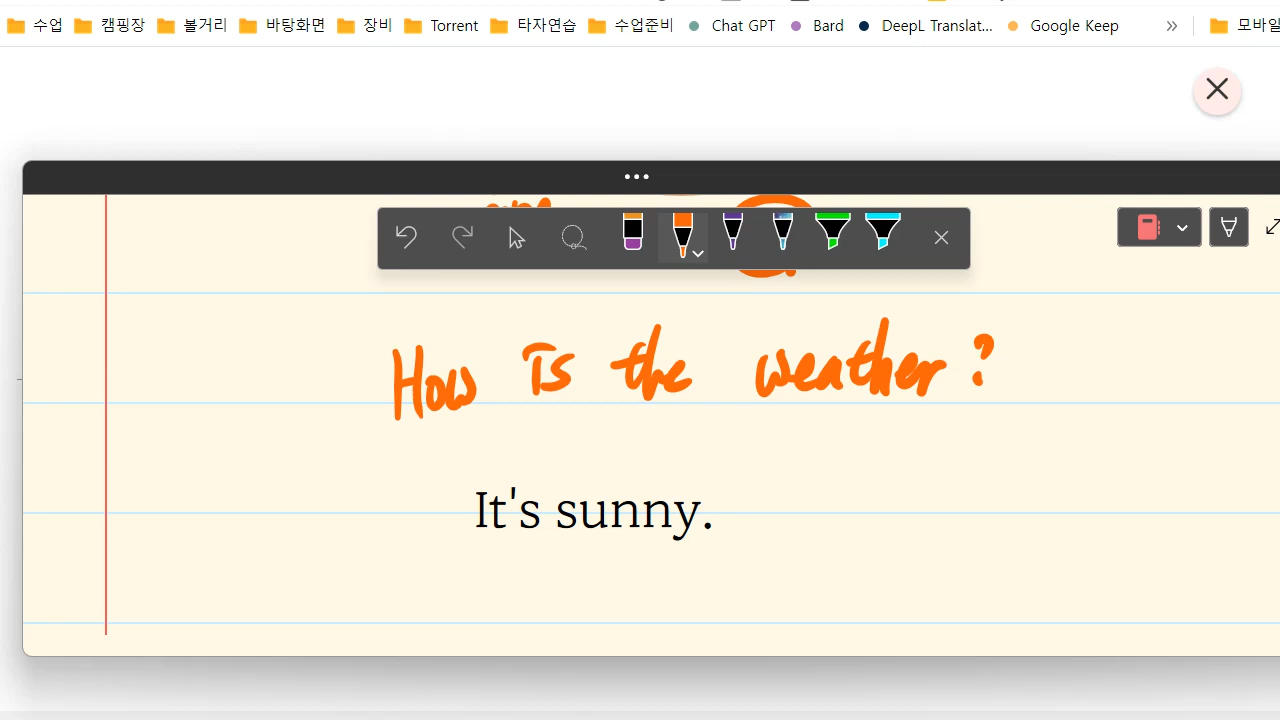 수업 캠핑장 볼거리 바탕화면 장비 Torrent 타자연습 수업준비 Chat GPT Bard DeepL Translat... Google Keep » 모바일
How is the weather?
It's sunny.